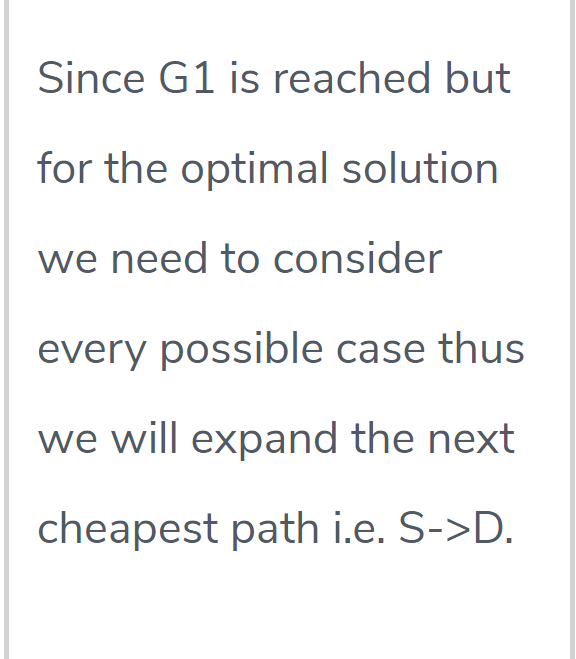 Since G1 is reached but
for the optimal solution
we need to consider
every possible case thus
we will expand the next
cheapest path i.e. S->D.